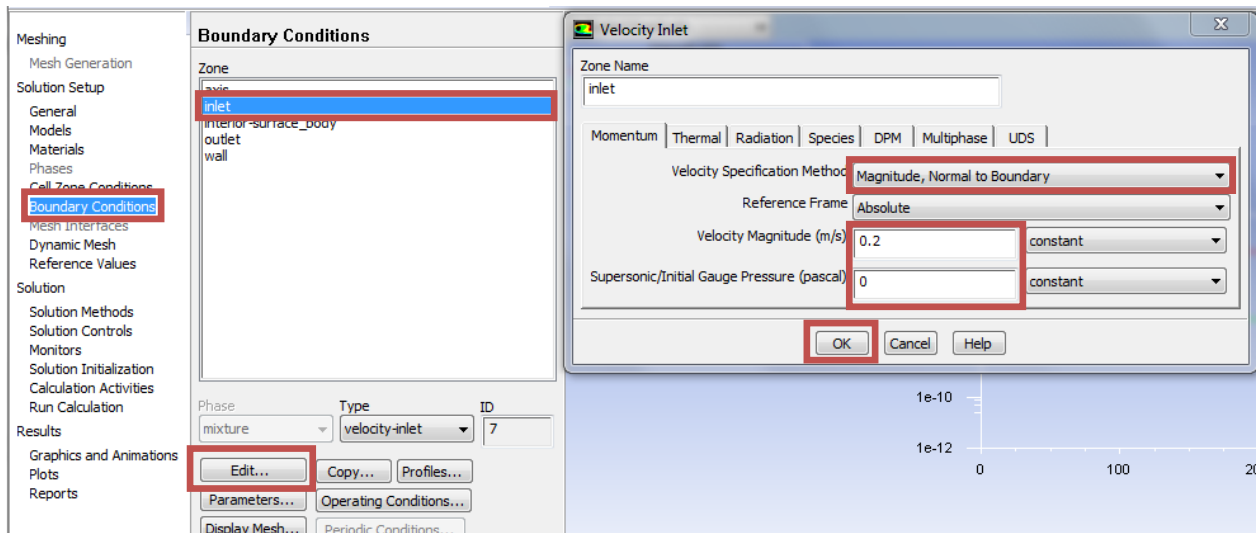 Meshing
Mesh Generation
Solution Setup
General
Models
Materials
Phases
Cell Zone Conditions
Boundary Conditions
Mesh Interfaces
Dynamic Mesh
Reference Values
Solution
Solution Methods
Solution Controls
Monitors
Solution Initialization
Calculation Activities
Run Calculation
Results
Graphics and Animations
Plots
Reports
Boundary Conditions
Zone
axis
inlet
interior-surface_body
outlet
wall
Phase Type ID
mixture velocity-inlet 7
Edit... Copy... Profiles...
Parameters... Operating Conditions...
Display Mesh... Periodic Conditions...
Velocity Inlet
Zone Name
inlet
Momentum Thermal Radiation Species DPM Multiphase UDS
Velocity Specification Method Magnitude, Normal to Boundary
Reference Frame Absolute
Velocity Magnitude (m/s) 0.2 constant
Supersonic/Initial Gauge Pressure (pascal) 0 constant
OK Cancel Help
1e-10
1e-12
0 100